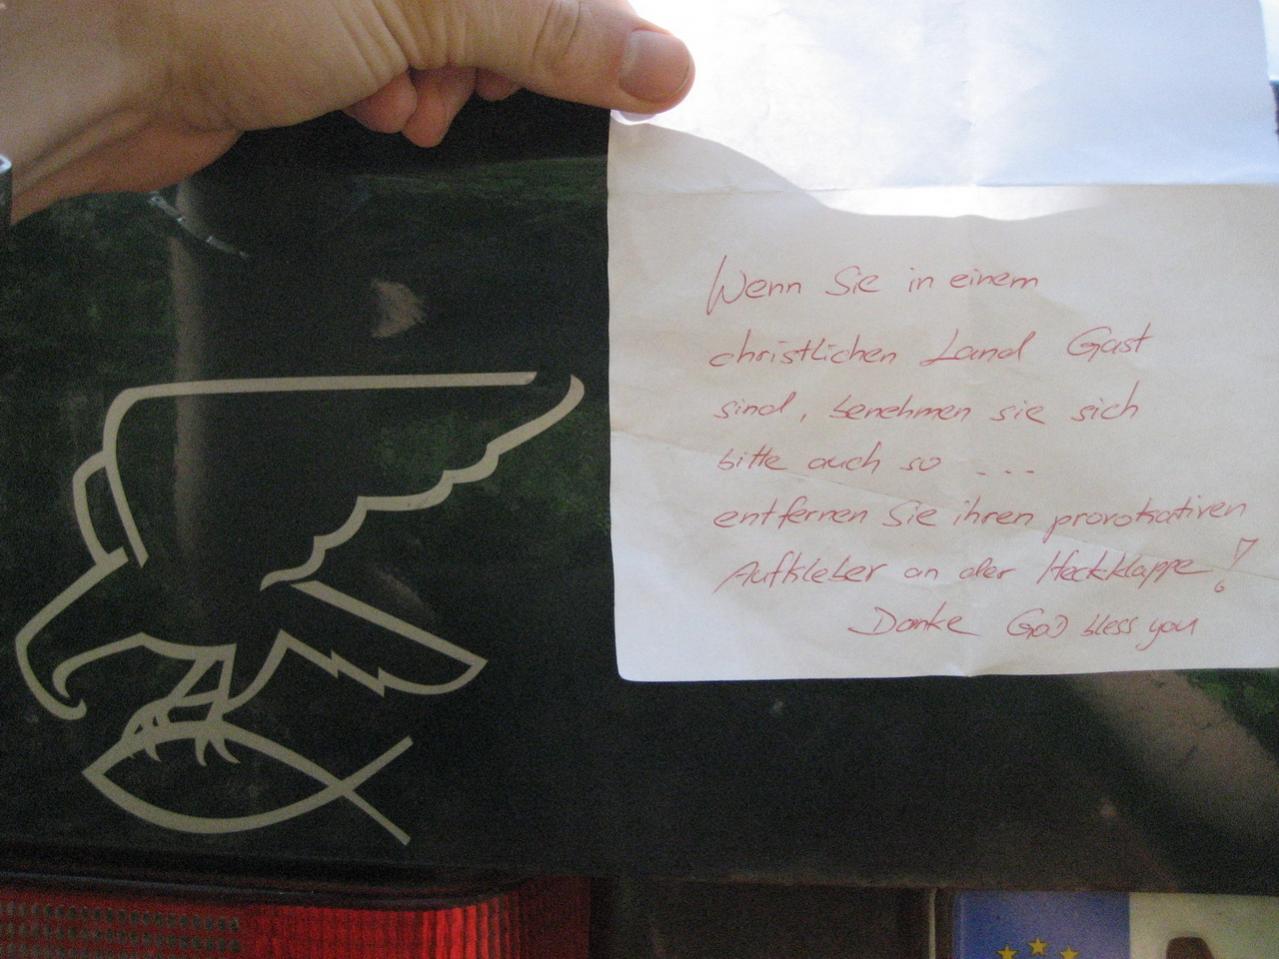 Wenn Sie in einem
christlichen Land Gast
sind, benehmen sie sich
bitte auch so ...
entfernen Sie ihren provokativen
Aufkleber an der Heckklappe!
Danke God bless you